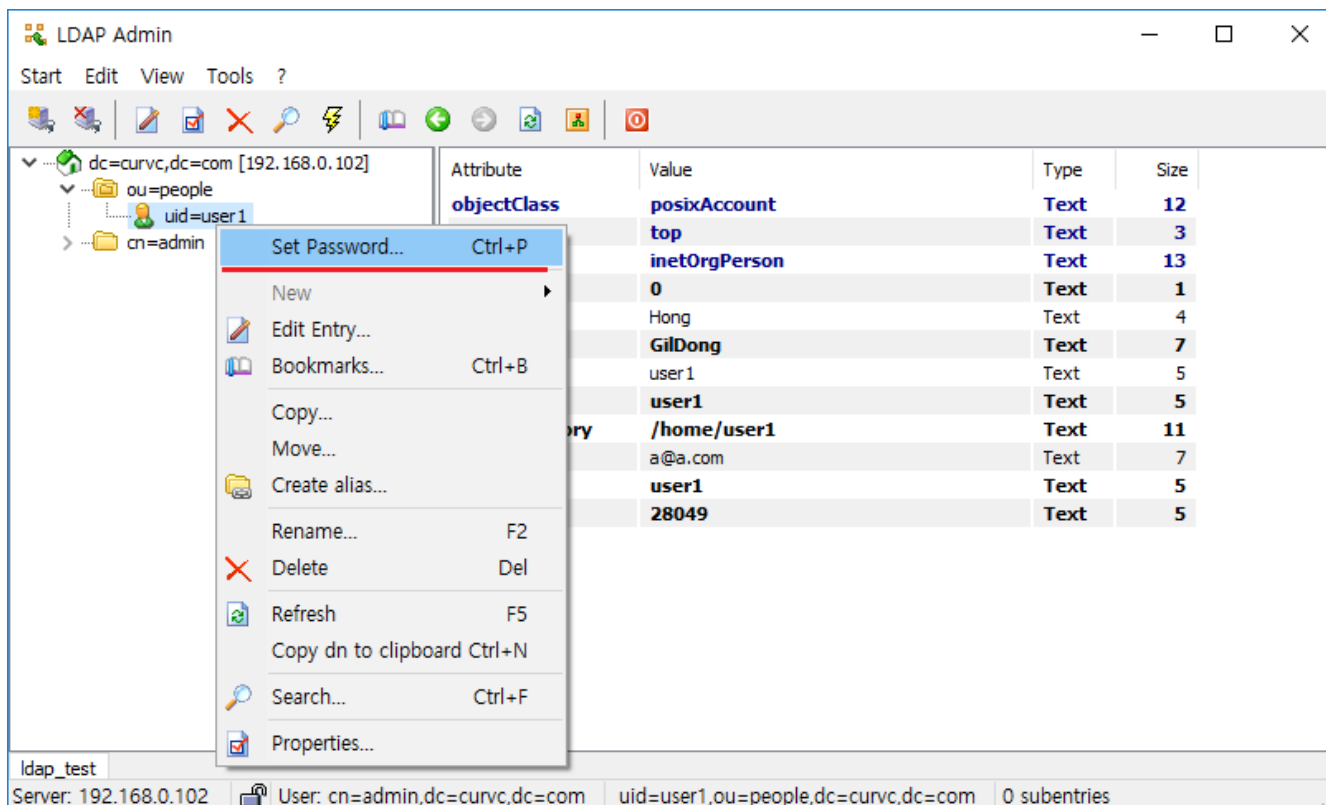 LDAP Admin
Start Edit View Tools ?
dc=curvc,dc=com [192.168.0.102]
ou=people
uid=user1
cn=admin
Set Password... Ctrl+P
New
Edit Entry...
Bookmarks... Ctrl+B
Copy...
Move...
Create alias...
Rename... F2
Delete Del
Refresh F5
Copy dn to clipboard Ctrl+N
Search... Ctrl+F
Properties...
Attribute Value Type Size
objectClass posixAccount Text 12
top Text 3
inetOrgPerson Text 13
0 Text 1
Hong Text 4
GilDong Text 7
user1 Text 5
user1 Text 5
ory /home/user1 Text 11
a@a.com Text 7
user1 Text 5
28049 Text 5
ldap_test
Server: 192.168.0.102 User: cn=admin,dc=curvc,dc=com uid=user1,ou=people,dc=curvc,dc=com 0 subentries